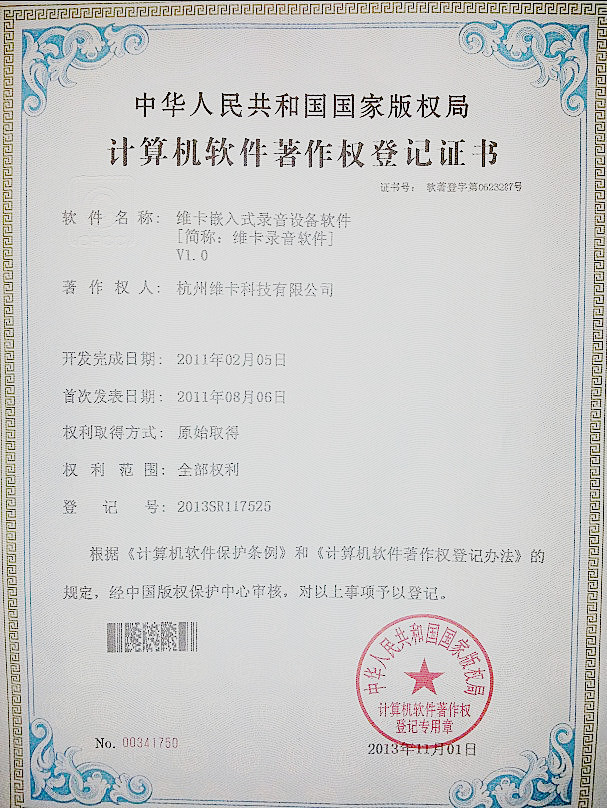 中华人民共和国国家版权局
计算机软件著作权登记证书
证书号： 软著登字第0623287号
软件名称： 维卡嵌入式录音设备软件
[简称：维卡录音软件]
V1.0
著作权人： 杭州维卡科技有限公司
开发完成日期： 2011年02月05日
首次发表日期： 2011年08月06日
权利取得方式： 原始取得
权利范围： 全部权利
登记号： 2013SR117525
根据《计算机软件保护条例》和《计算机软件著作权登记办法》的
规定，经中国版权保护中心审核，对以上事项予以登记。
中华人民共和国国家版权局
计算机软件著作权
登记专用章
No. 00341750
2013年11月01日